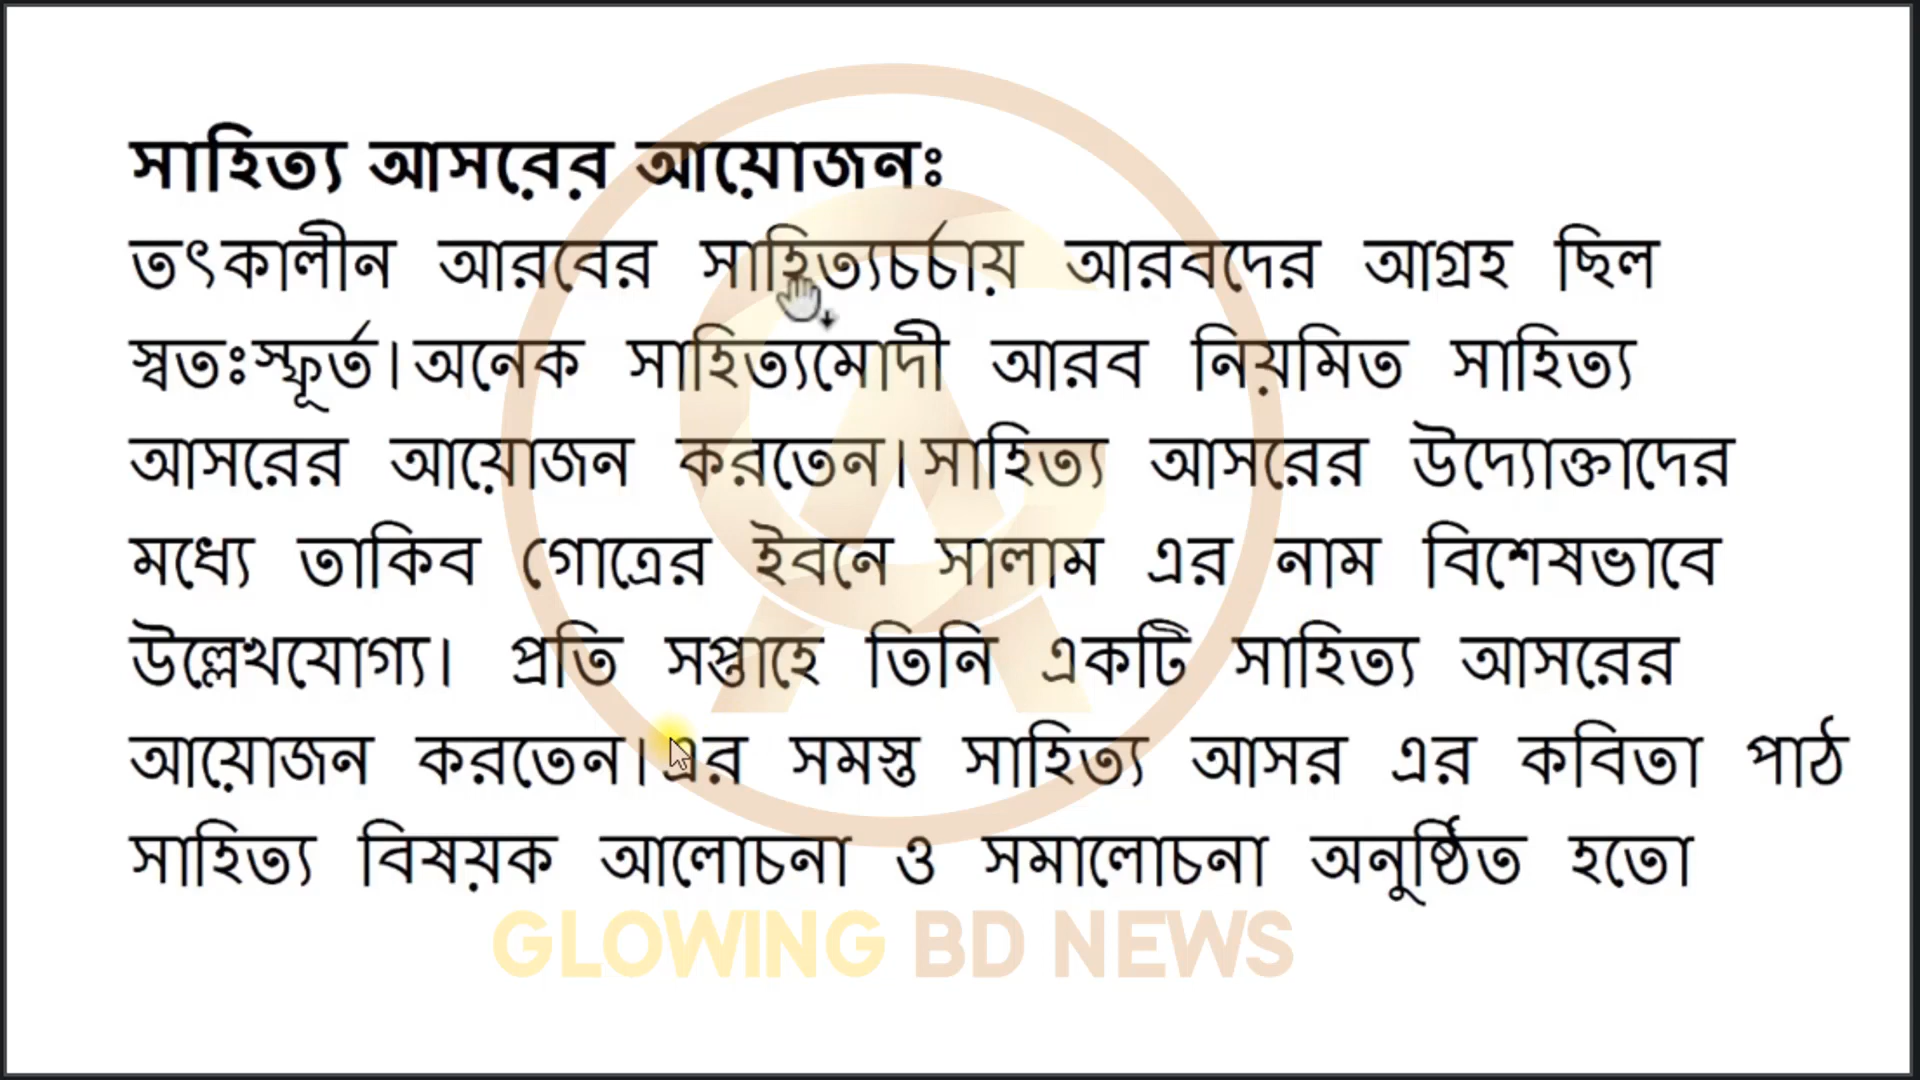 সাহিত্য আসরের আয়োজনঃ
তৎকালীন আরবের সাহিত্যচর্চায় আরবদের আগ্রহ ছিল
স্বতঃস্ফূর্ত।অনেক সাহিত্যমোদী আরব নিয়মিত সাহিত্য
আসরের আয়োজন করতেন।সাহিত্য আসরের উদ্যোক্তাদের
মধ্যে তাকিব গোত্রের ইবনে সালাম এর নাম বিশেষভাবে
উল্লেখযোগ্য। প্রতি সপ্তাহে তিনি একটি সাহিত্য আসরের
আয়োজন করতেন।এর সমস্ত সাহিত্য আসর এর কবিতা পাঠ
সাহিত্য বিষয়ক আলোচনা ও সমালোচনা অনুষ্ঠিত হতো
GLOWING BD NEWS